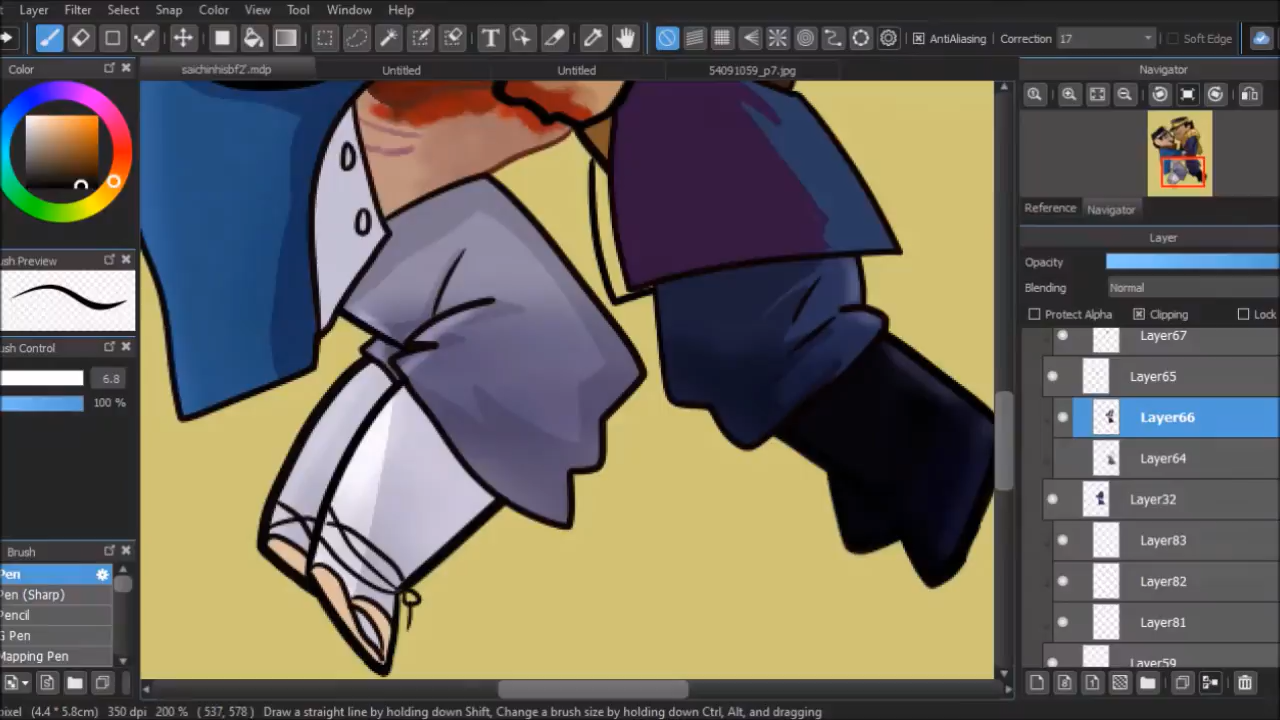 Layer Filter Select Snap Color View Tool Window Help
AntiAliasing Correction 17 Soft Edge
Color saichinhisbf2'.mdp Untitled Untitled 54091059_p7.jpg Navigator
Reference Navigator
Layer
Opacity
Blending Normal
Protect Alpha Clipping Lock
Layer67
Layer65
Layer66
Layer64
Layer32
Layer83
Layer82
Layer81
Layer59
rush Preview
rush Control
6.8
100 %
Brush
Pen
Pen (Sharp)
Pencil
G Pen
Mapping Pen
pixel (4.4 * 5.8cm) 350 dpi 200 % ( 537, 578 ) Draw a straight line by holding down Shift, Change a brush size by holding down Ctrl, Alt, and dragging